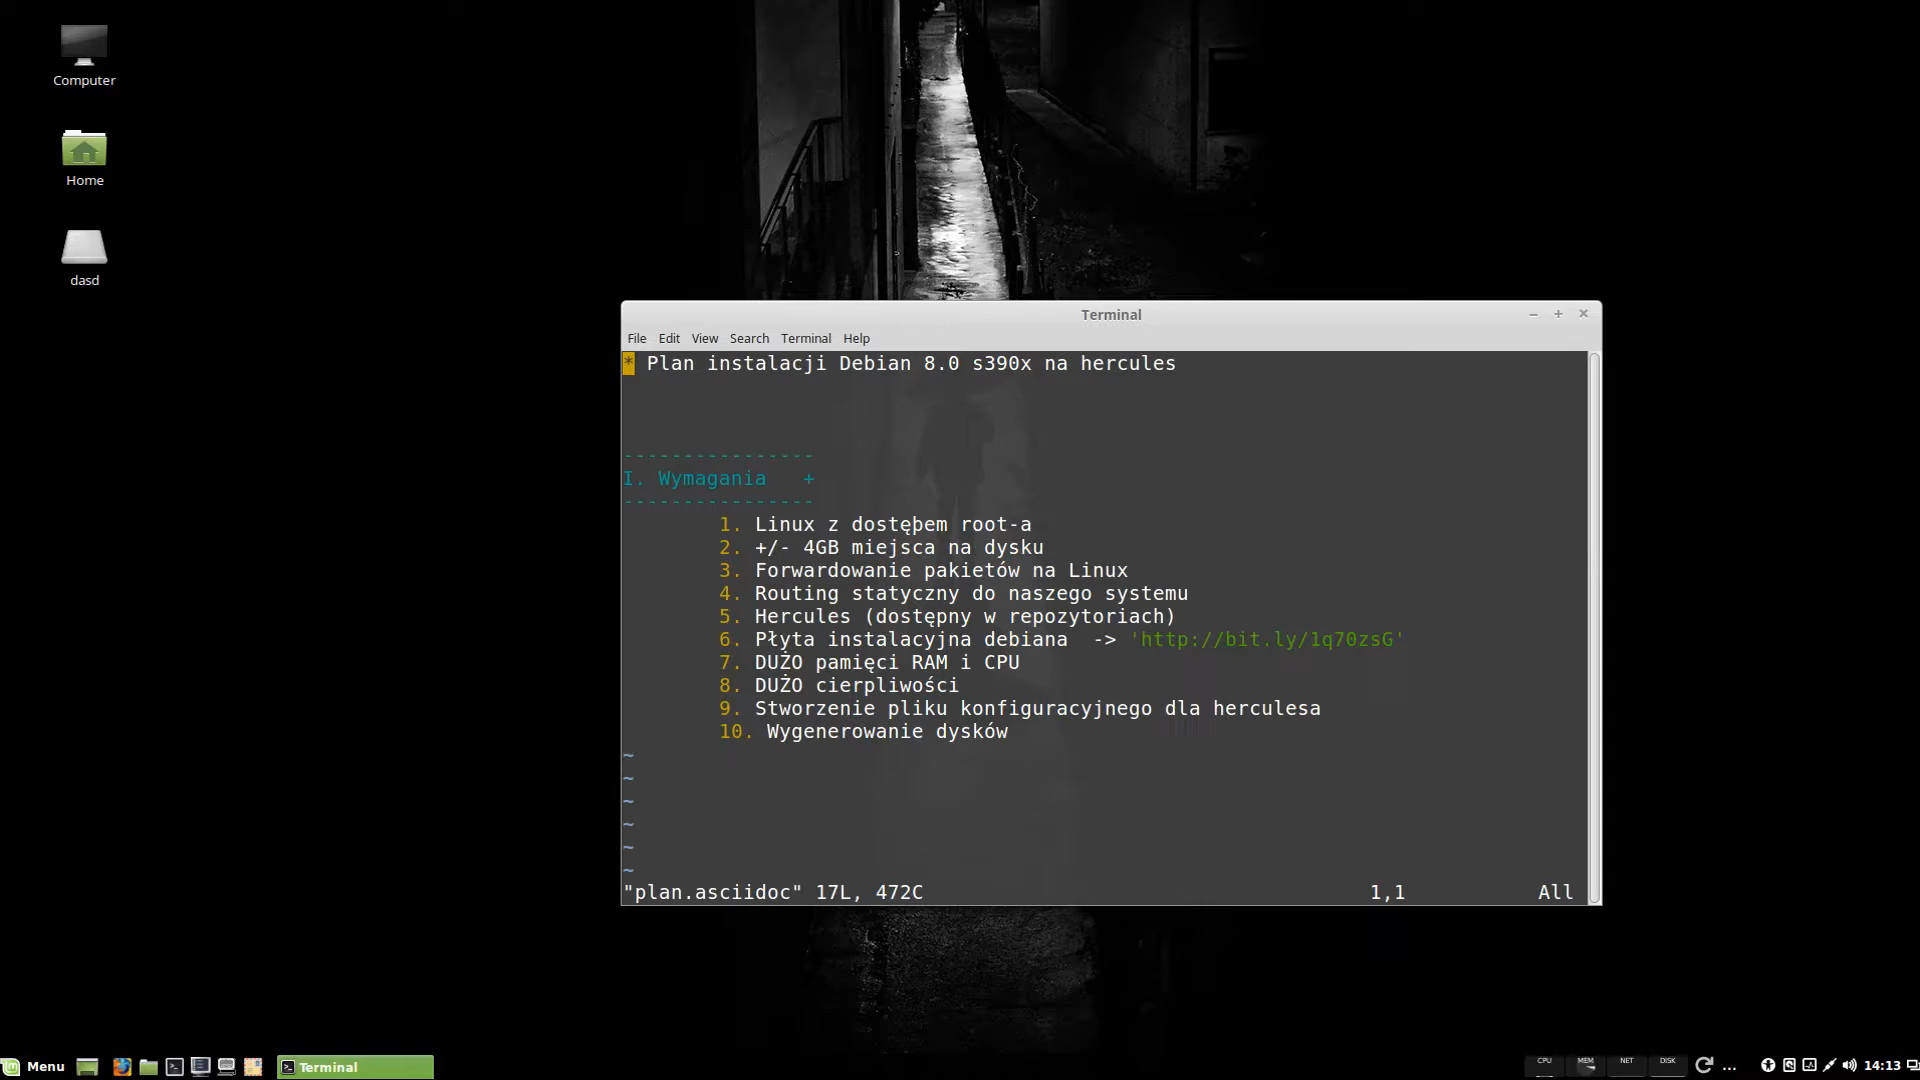 Computer
Home
dasd
Terminal
File Edit View Search Terminal Help
* Plan instalacji Debian 8.0 s390x na hercules
----------------
I. Wymagania   +
----------------
1. Linux z dostępem root-a
2. +/- 4GB miejsca na dysku
3. Forwardowanie pakietów na Linux
4. Routing statyczny do naszego systemu
5. Hercules (dostępny w repozytoriach)
6. Płyta instalacyjna debiana  -> 'http://bit.ly/1q70zsG'
7. DUŻO pamięci RAM i CPU
8. DUŻO cierpliwości
9. Stworzenie pliku konfiguracyjnego dla herculesa
10. Wygenerowanie dysków
~
~
~
~
~
~
"plan.asciidoc" 17L, 472C 1,1 All
Menu Terminal CPU MEM NET DISK ... 14:13